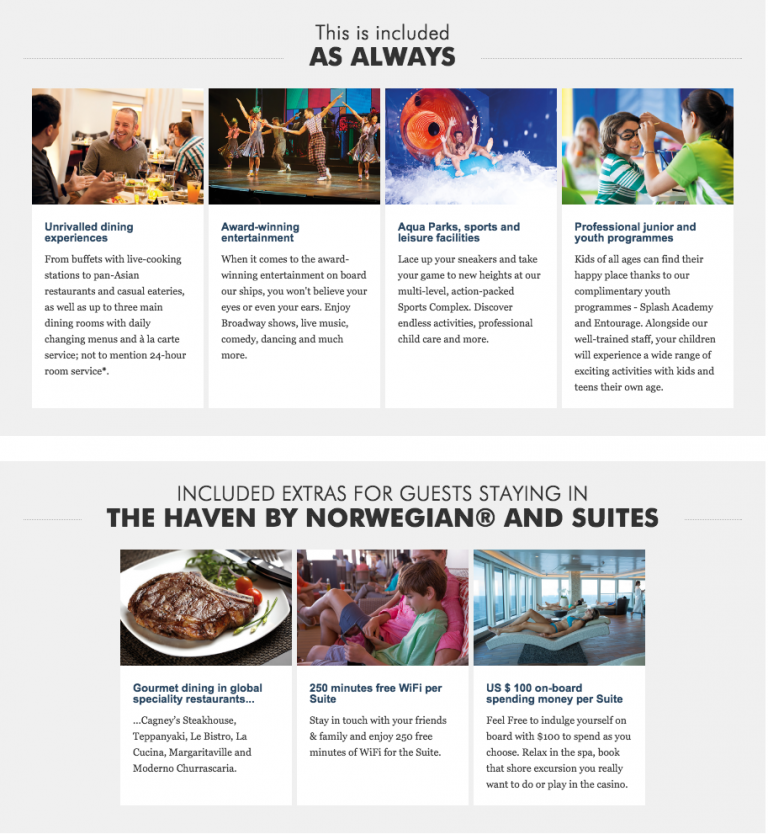 This is included
AS ALWAYS
Unrivalled dining
experiences
From buffets with live-cooking
stations to pan-Asian
restaurants and casual eateries,
as well as up to three main
dining rooms with daily
changing menus and à la carte
service; not to mention 24-hour
room service*.
Award-winning
entertainment
When it comes to the award-
winning entertainment on board
our ships, you won't believe your
eyes or even your ears. Enjoy
Broadway shows, live music,
comedy, dancing and much
more.
Aqua Parks, sports and
leisure facilities
Lace up your sneakers and take
your game to new heights at our
multi-level, action-packed
Sports Complex. Discover
endless activities, professional
child care and more.
Professional junior and
youth programmes
Kids of all ages can find their
happy place thanks to our
complimentary youth
programmes - Splash Academy
and Entourage. Alongside our
well-trained staff, your children
will experience a wide range of
exciting activities with kids and
teens their own age.
INCLUDED EXTRAS FOR GUESTS STAYING IN
THE HAVEN BY NORWEGIAN® AND SUITES
Gourmet dining in global
speciality restaurants...
...Cagney's Steakhouse,
Teppanyaki, Le Bistro, La
Cucina, Margaritaville and
Moderno Churrascaria.
250 minutes free WiFi per
Suite
Stay in touch with your friends
& family and enjoy 250 free
minutes of WiFi for the Suite.
US $ 100 on-board
spending money per Suite
Feel Free to indulge yourself on
board with $100 to spend as you
choose. Relax in the spa, book
that shore excursion you really
want to do or play in the casino.